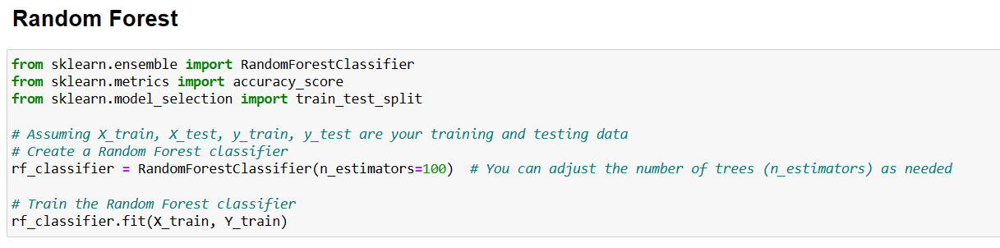 Random Forest
from sklearn.ensemble import RandomForestClassifier
from sklearn.metrics import accuracy_score
from sklearn.model_selection import train_test_split
# Assuming X_train, X_test, y_train, y_test are your training and testing data
# Create a Random Forest classifier
rf_classifier = RandomForestClassifier(n_estimators=100)  # You can adjust the number of trees (n_estimators) as needed
# Train the Random Forest classifier
rf_classifier.fit(X_train, Y_train)